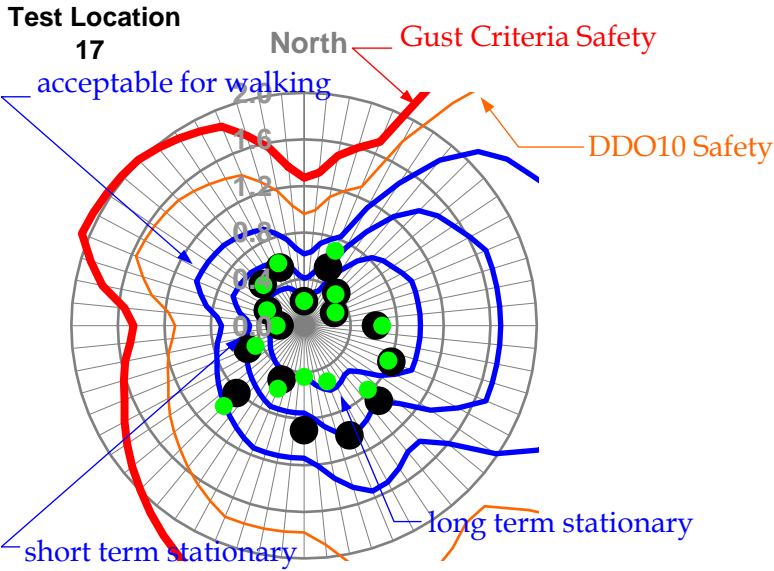 Test Location
17
North
Gust Criteria Safety
acceptable for walking
2.0
1.6
DDO10 Safety
1.2
0.8
0.4
0.0
long term stationary
short term stationary